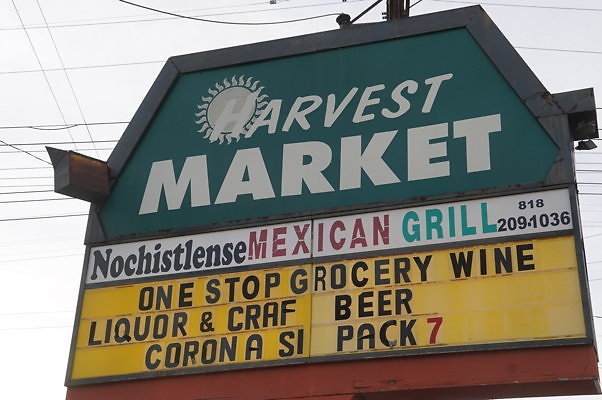 HARVEST
MARKET
Nochistlense MEXICAN GRILL 818 209-1036
ONE STOP GROCERY WINE
LIQUOR & CRAF BEER
CORONA SI PACK 7